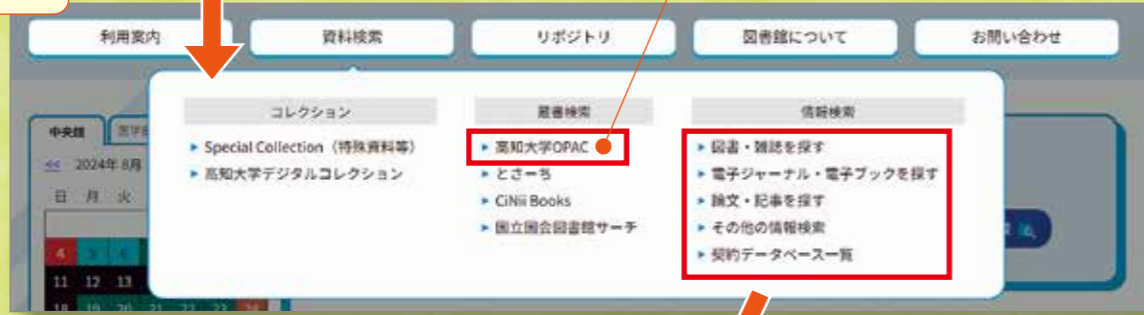 利用案内
資料検索
リポジトリ
図書館について
お問い合わせ
コレクション
Special Collection(特殊資料等)
高知大学デジタルコレクション
蔵書検索
高知大学OPAC
とさーち
CiNii Books
国立国会図書館サーチ
情報検索
図書・雑誌を探す
電子ジャーナル・電子ブックを探す
論文・記事を探す
その他の情報検索
契約データベース一覧
中央館
<< 2024年 8月
日 月 火
4 5 6
11 12 13
18 19 20 21 22 23 24